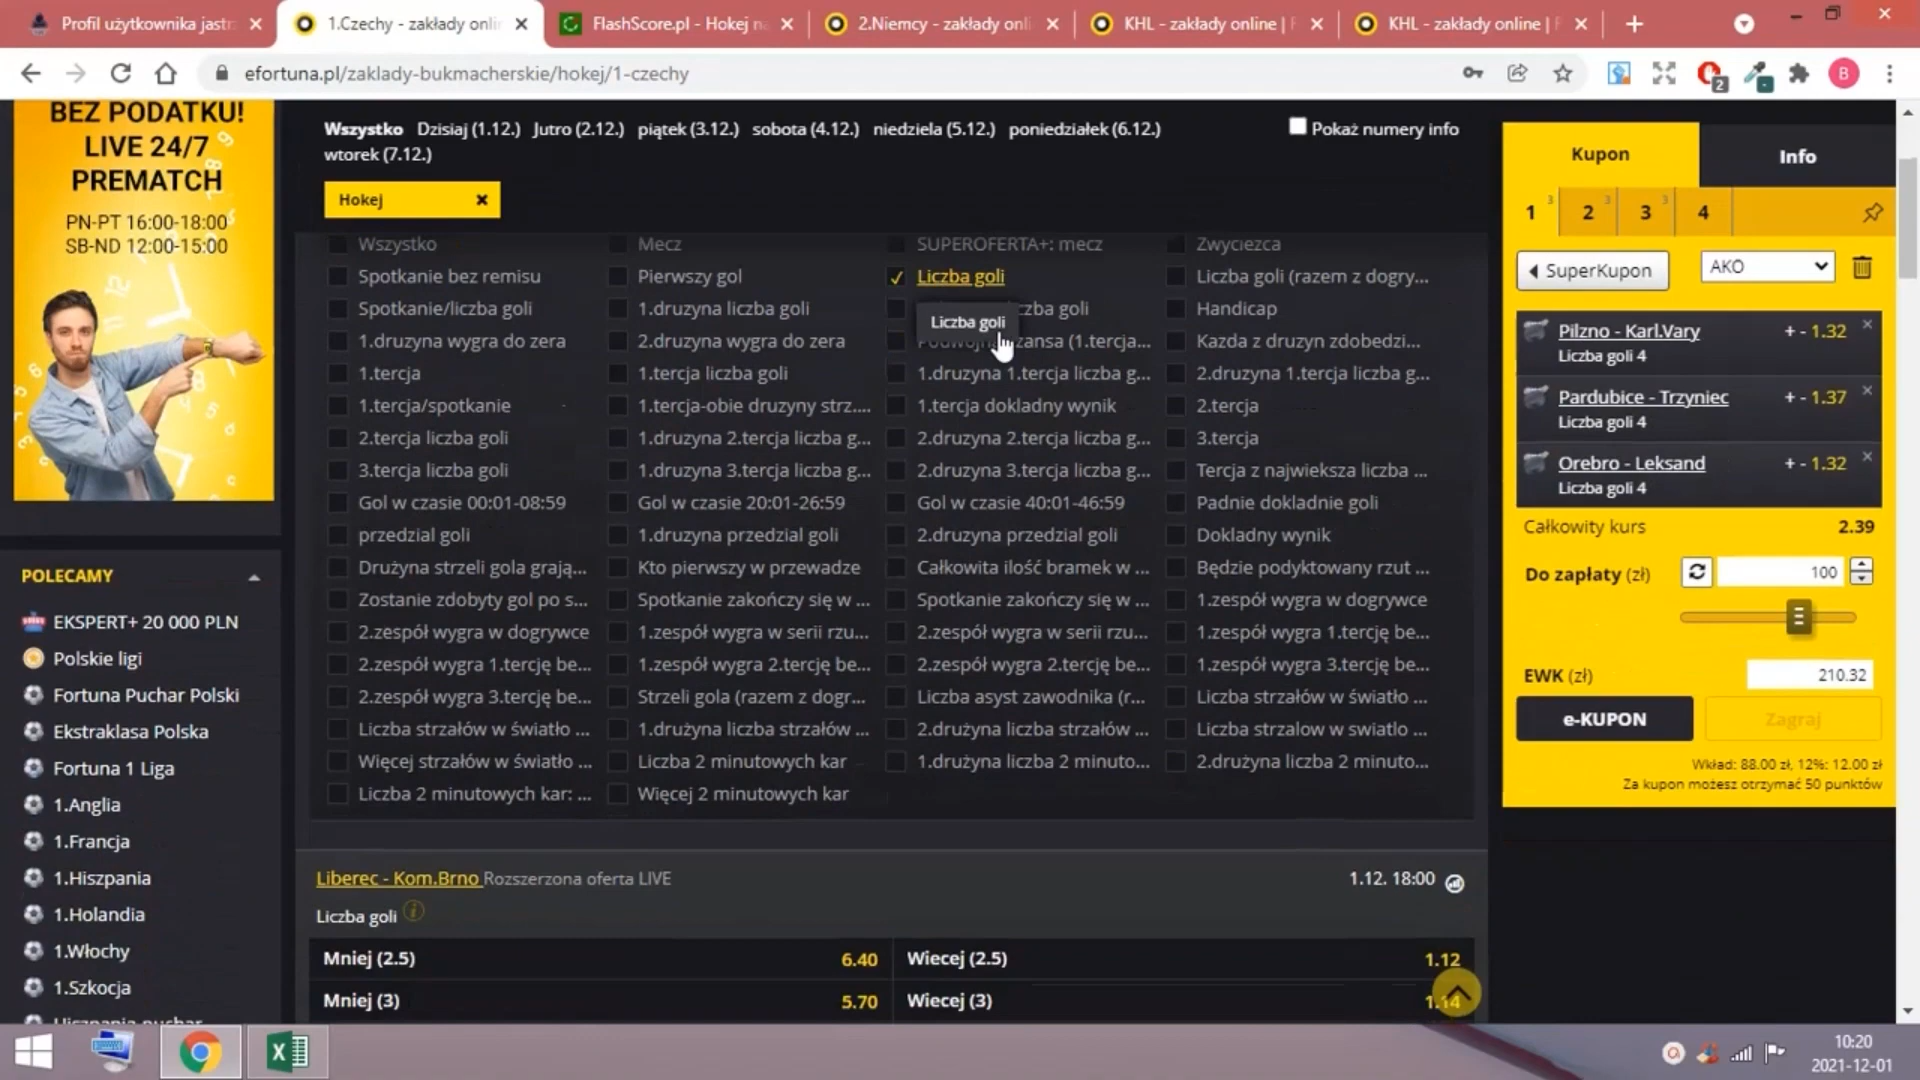 Profil użytkownika jastr
1.Czechy - zakłady onli
FlashScore.pl - Hokej n
2.Niemcy - zakłady onl
KHL - zakłady online | F
KHL - zakłady online | F
efortuna.pl/zaklady-bukmacherskie/hokej/1-czechy
2
B
BEZ PODATKU!
LIVE 24/7
PREMATCH
PN-PT 16:00-18:00
SB-ND 12:00-15:00
Wszystko Dzisiaj (1.12.) Jutro (2.12.) piątek (3.12.) sobota (4.12.) niedziela (5.12.) poniedziałek (6.12.)
wtorek (7.12.)
Pokaż numery info
Hokej
Wszystko Mecz SUPEROFERTA+: mecz Zwyciezca
Spotkanie bez remisu Pierwszy gol Liczba goli Liczba goli (razem z dogry...
Spotkanie/liczba goli 1.druzyna liczba goli zba goli Handicap
Liczba goli
1.druzyna wygra do zera 2.druzyna wygra do zera (1.tercja... Kazda z druzyn zdobedzi...
1.tercja 1.tercja liczba goli 1.druzyna 1.tercja liczba g... 2.druzyna 1.tercja liczba g...
1.tercja/spotkanie 1.tercja-obie druzyny strz.... 1.tercja dokladny wynik 2.tercja
2.tercja liczba goli 1.druzyna 2.tercja liczba g... 2.druzyna 2.tercja liczba g... 3.tercja
3.tercja liczba goli 1.druzyna 3.tercja liczba g... 2.druzyna 3.tercja liczba g... Tercja z najwieksza liczba ...
Gol w czasie 00:01-08:59 Gol w czasie 20:01-26:59 Gol w czasie 40:01-46:59 Padnie dokladnie goli
przedzial goli 1.druzyna przedzial goli 2.druzyna przedzial goli Dokladny wynik
Drużyna strzeli gola grają... Kto pierwszy w przewadze Całkowita ilość bramek w ... Będzie podyktowany rzut ...
Zostanie zdobyty gol po s... Spotkanie zakończy się w ... Spotkanie zakończy się w ... 1.zespół wygra w dogrywce
2.zespół wygra w dogrywce 1.zespół wygra w serii rzu... 2.zespół wygra w serii rzu... 1.zespół wygra 1.tercję be...
2.zespół wygra 1.tercję be... 1.zespół wygra 2.tercję be... 2.zespół wygra 2.tercję be... 1.zespół wygra 3.tercję be...
2.zespół wygra 3.tercję be... Strzeli gola (razem z dogr... Liczba asyst zawodnika (r... Liczba strzałów w światło ...
Liczba strzałów w światło ... 1.drużyna liczba strzałów ... 2.drużyna liczba strzałów ... Liczba strzalow w swiatlo ...
Więcej strzałów w światło ... Liczba 2 minutowych kar 1.drużyna liczba 2 minuto... 2.drużyna liczba 2 minuto...
Liczba 2 minutowych kar: ... Więcej 2 minutowych kar
Liberec - Kom.Brno Rozszerzona oferta LIVE 1.12. 18:00
Liczba goli
Mniej (2.5) 6.40 Wiecej (2.5) 1.12
Mniej (3) 5.70 Wiecej (3) 1.14
POLECAMY
EKSPERT+ 20 000 PLN
Polskie ligi
Fortuna Puchar Polski
Ekstraklasa Polska
Fortuna 1 Liga
1.Anglia
1.Francja
1.Hiszpania
1.Holandia
1.Włochy
1.Szkocja
Hiszpania puchar
Kupon Info
1 3 2 3 3 3 4
SuperKupon AKO
Pilzno - Karl.Vary + - 1.32
Liczba goli 4
Pardubice - Trzyniec + - 1.37
Liczba goli 4
Orebro - Leksand + - 1.32
Liczba goli 4
Całkowity kurs 2.39
Do zapłaty (zł) 100
EWK (zł) 210.32
e-KUPON Zagraj
Wkład: 88.00 zł, 12%: 12.00 zł
Za kupon możesz otrzymać 50 punktów
10:20
2021-12-01